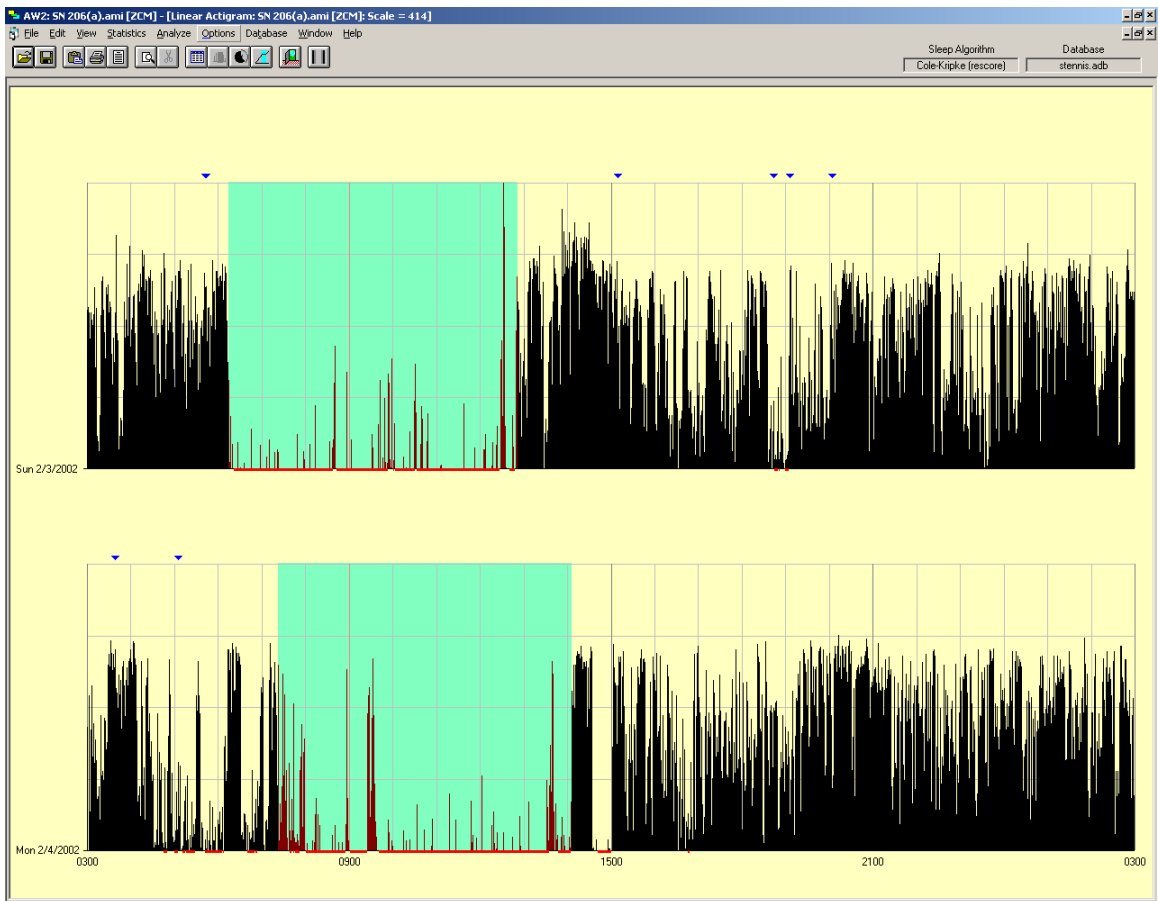 AW2: SN 206(a).ami [ZCM] - [Linear Actigram: SN 206(a).ami [ZCM]: Scale = 414]
File Edit View Statistics Analyze Options Database Window Help
Sleep Algorithm Database
Cole-Kripke (rescore) stennis.adb
Sun 2/3/2002
Mon 2/4/2002
0300 0900 1500 2100 0300